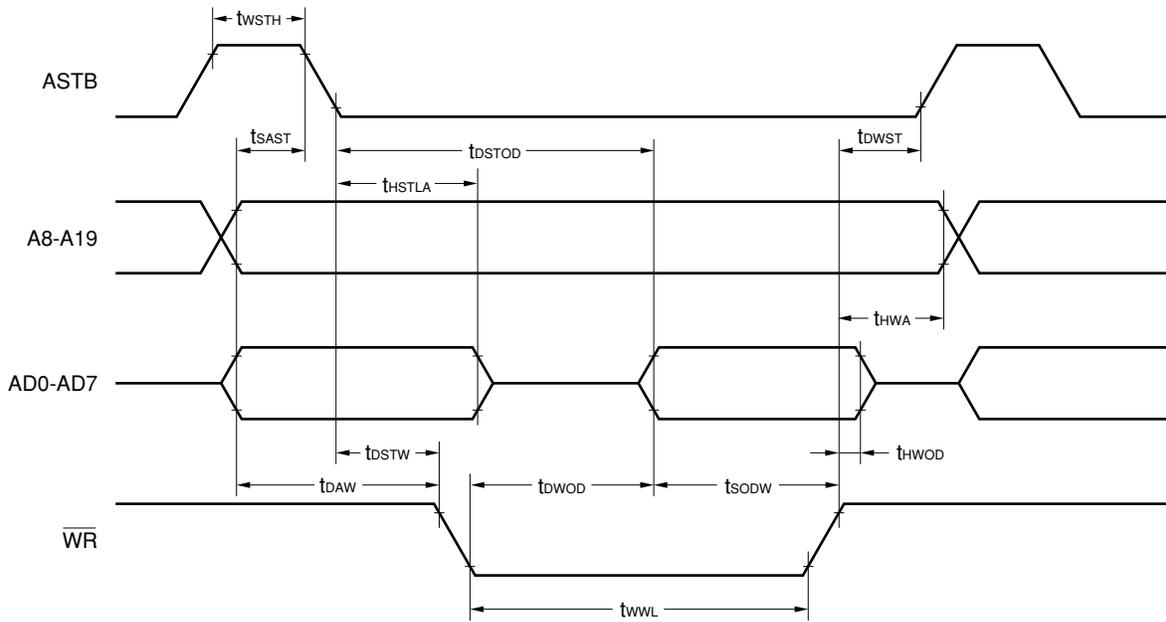 tWSTH
ASTB
tSAST
tDSTOD
tDWST
tHSTLA
A8-A19
tHWA
AD0-AD7
tDSTW
tHWOD
tDAW
tDWOD
tSODW
WR
tWWL